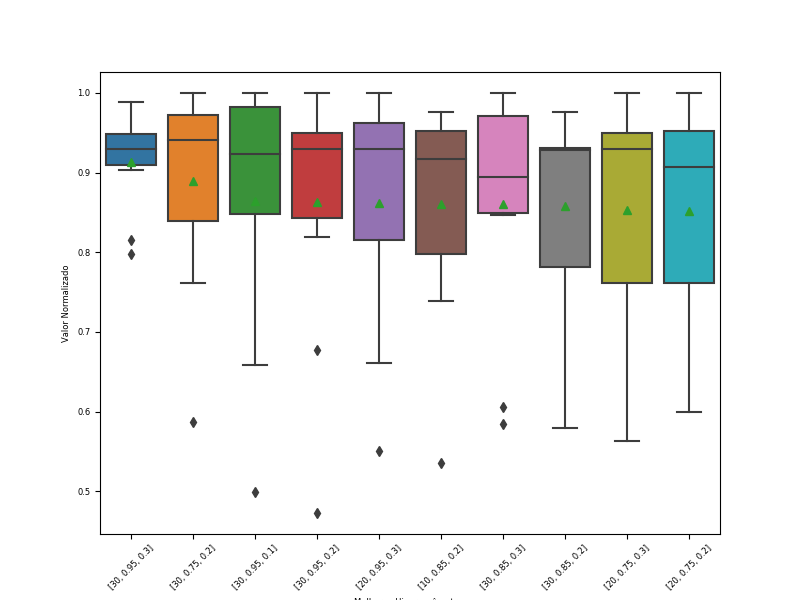 1.0
0.9
0.8
0.7
0.6
0.5
Valor Normalizado
[30, 0.95, 0.3]
[30, 0.75, 0.2]
[30, 0.95, 0.1]
[30, 0.95, 0.2]
[20, 0.95, 0.3]
[10, 0.85, 0.2]
[30, 0.85, 0.3]
[30, 0.85, 0.2]
[20, 0.75, 0.3]
[20, 0.75, 0.2]